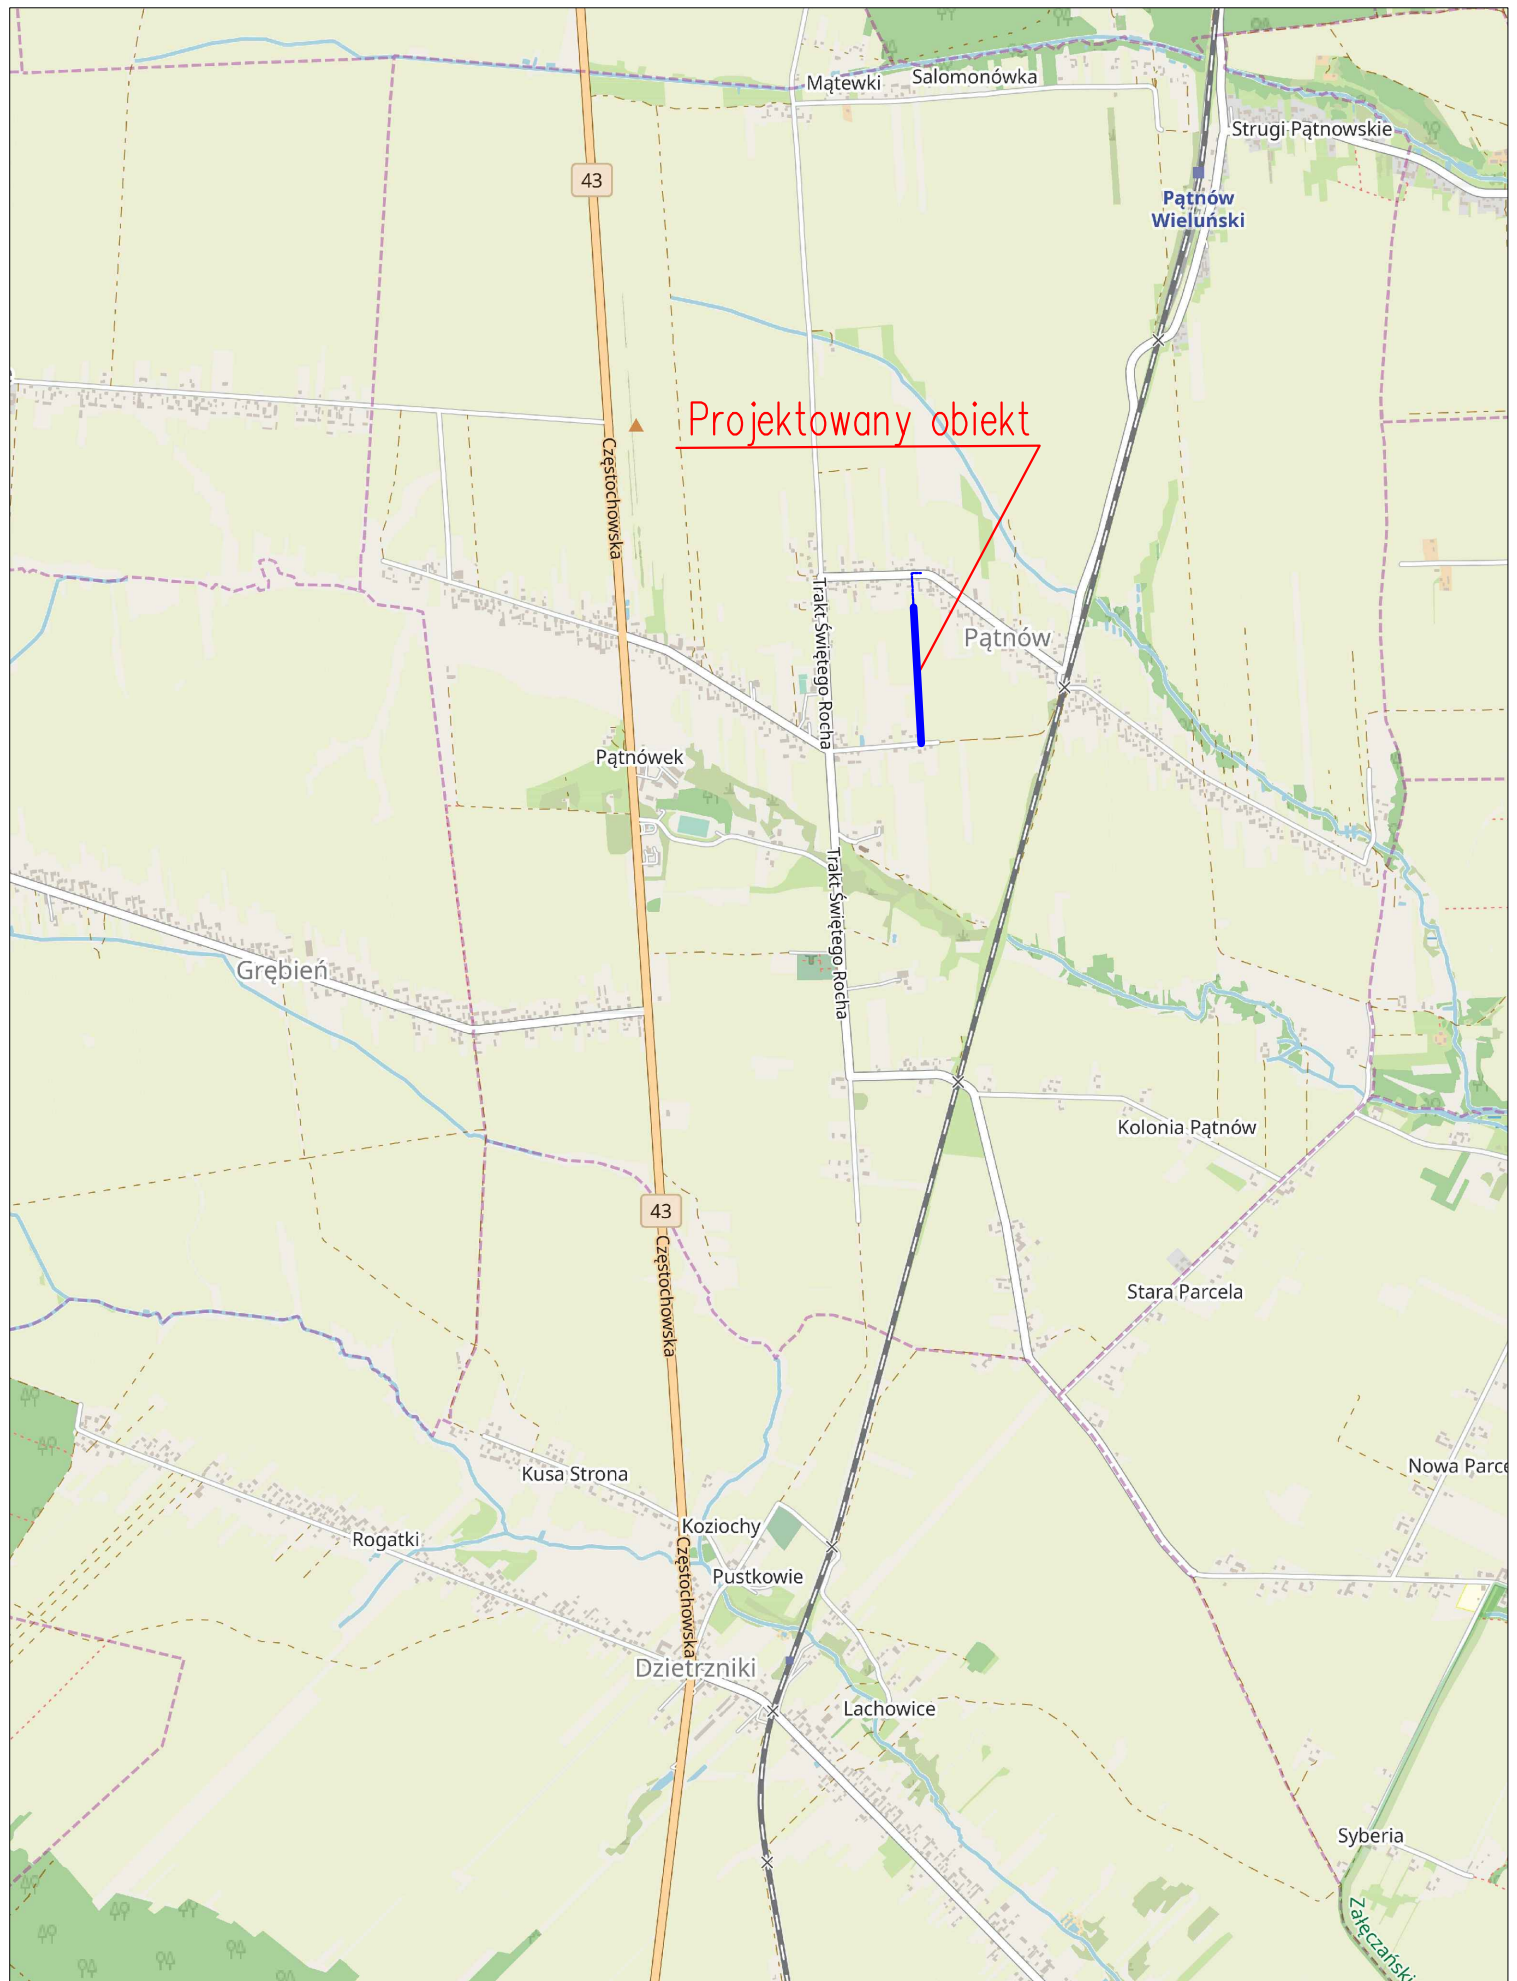 Mątewki
Salomonówka
Strugi Pątnowskie
43
Pątnów
Wieluński
Projektowany obiekt
Częstochowska
Trakt Świętego Rocha
Pątnów
Pątnówek
Trakt Świętego Rocha
Grębień
Kolonia Pątnów
43
Częstochowska
Stara Parcela
Nowa Parce
Kusa Strona
Koziochy
Rogatki
Częstochowska
Pustkowie
Dzietrzniki
Lachowice
Syberia
Załęczański